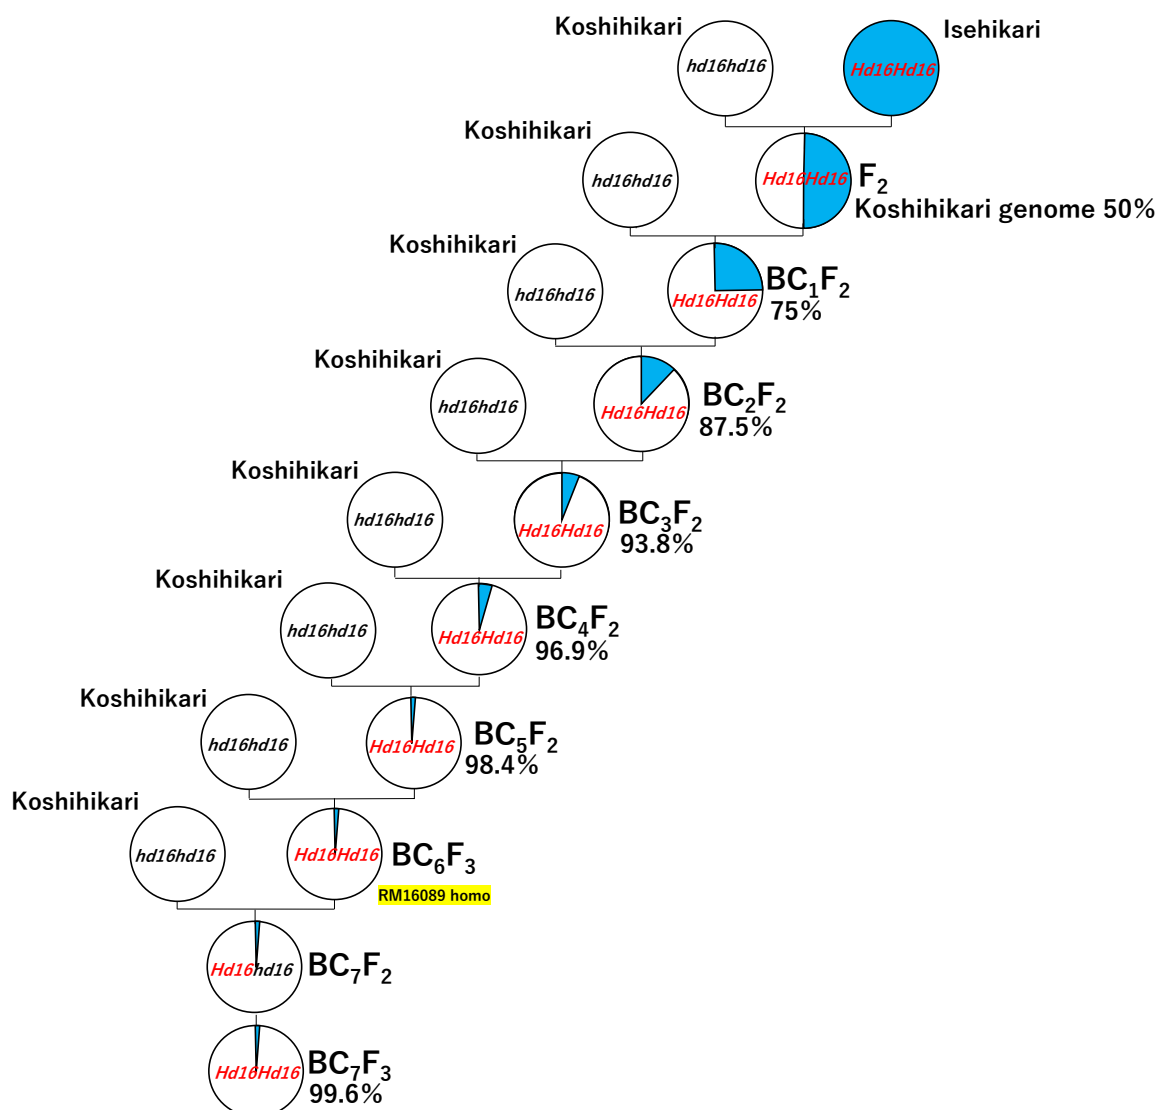 Koshihikari
Isehikari
hd16hd16
Hd16Hd16
Koshihikari
hd16hd16
Hd16Hd16
F2
Koshihikari genome 50%
Koshihikari
hd16hd16
Hd16Hd16
BC1F2
75%
Koshihikari
hd16hd16
Hd16Hd16
BC2F2
87.5%
Koshihikari
hd16hd16
Hd16Hd16
BC3F2
93.8%
Koshihikari
hd16hd16
Hd16Hd16
BC4F2
96.9%
Koshihikari
hd16hd16
Hd16Hd16
BC5F2
98.4%
Koshihikari
hd16hd16
Hd16Hd16
BC6F3
RM16089 homo
Hd16hd16
BC7F2
Hd16Hd16
BC7F3
99.6%